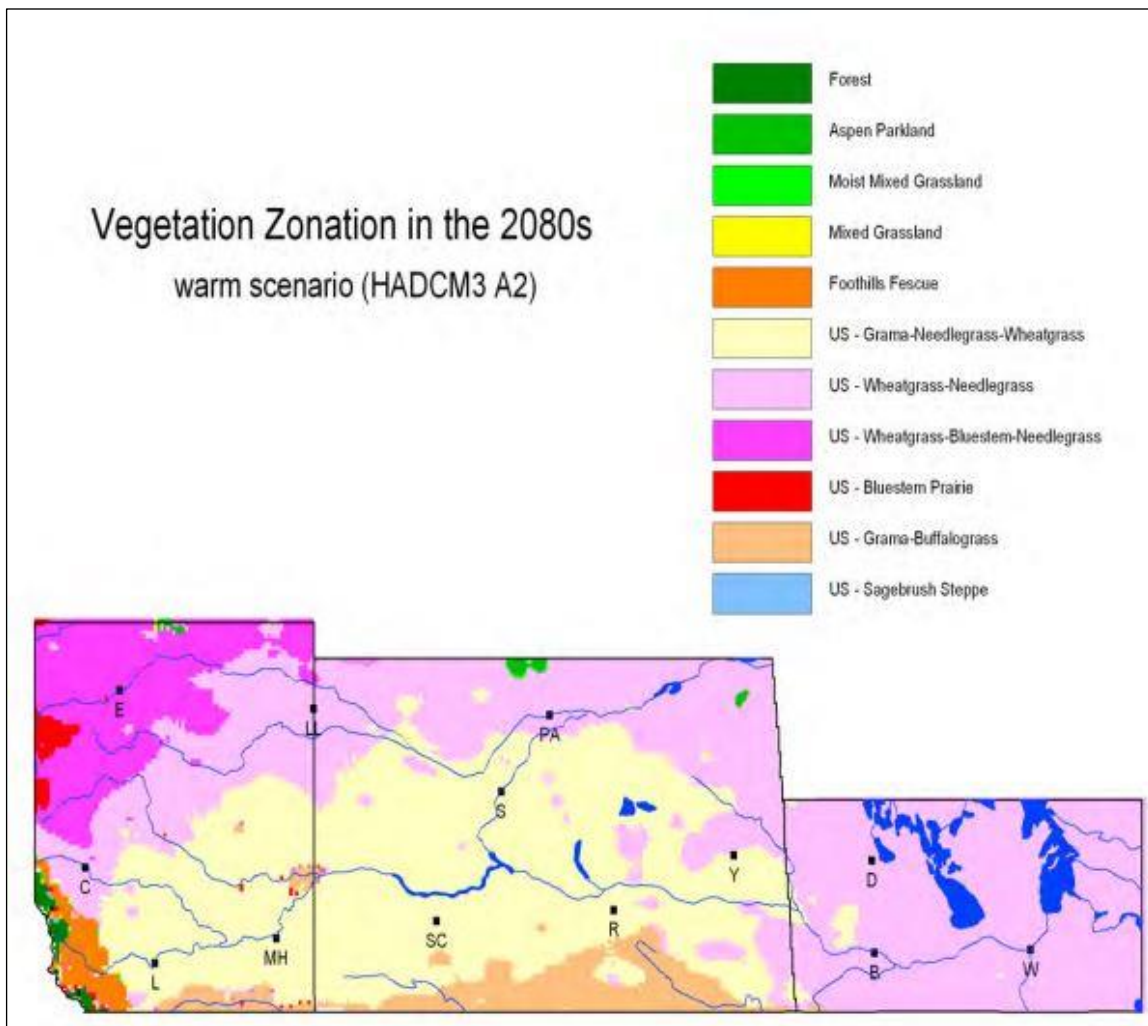 Vegetation Zonation in the 2080s
warm scenario (HADCM3 A2)
Forest
Aspen Parkland
Moist Mixed Grassland
Mixed Grassland
Foothills Fescue
US - Grama-Needlegrass-Wheatgrass
US - Wheatgrass-Needlegrass
US - Wheatgrass-Bluestem-Needlegrass
US - Bluestem Prairie
US - Grama-Buffalograss
US - Sagebrush Steppe
E
LL
PA
S
C
Y
D
SC
R
MH
L
B
W